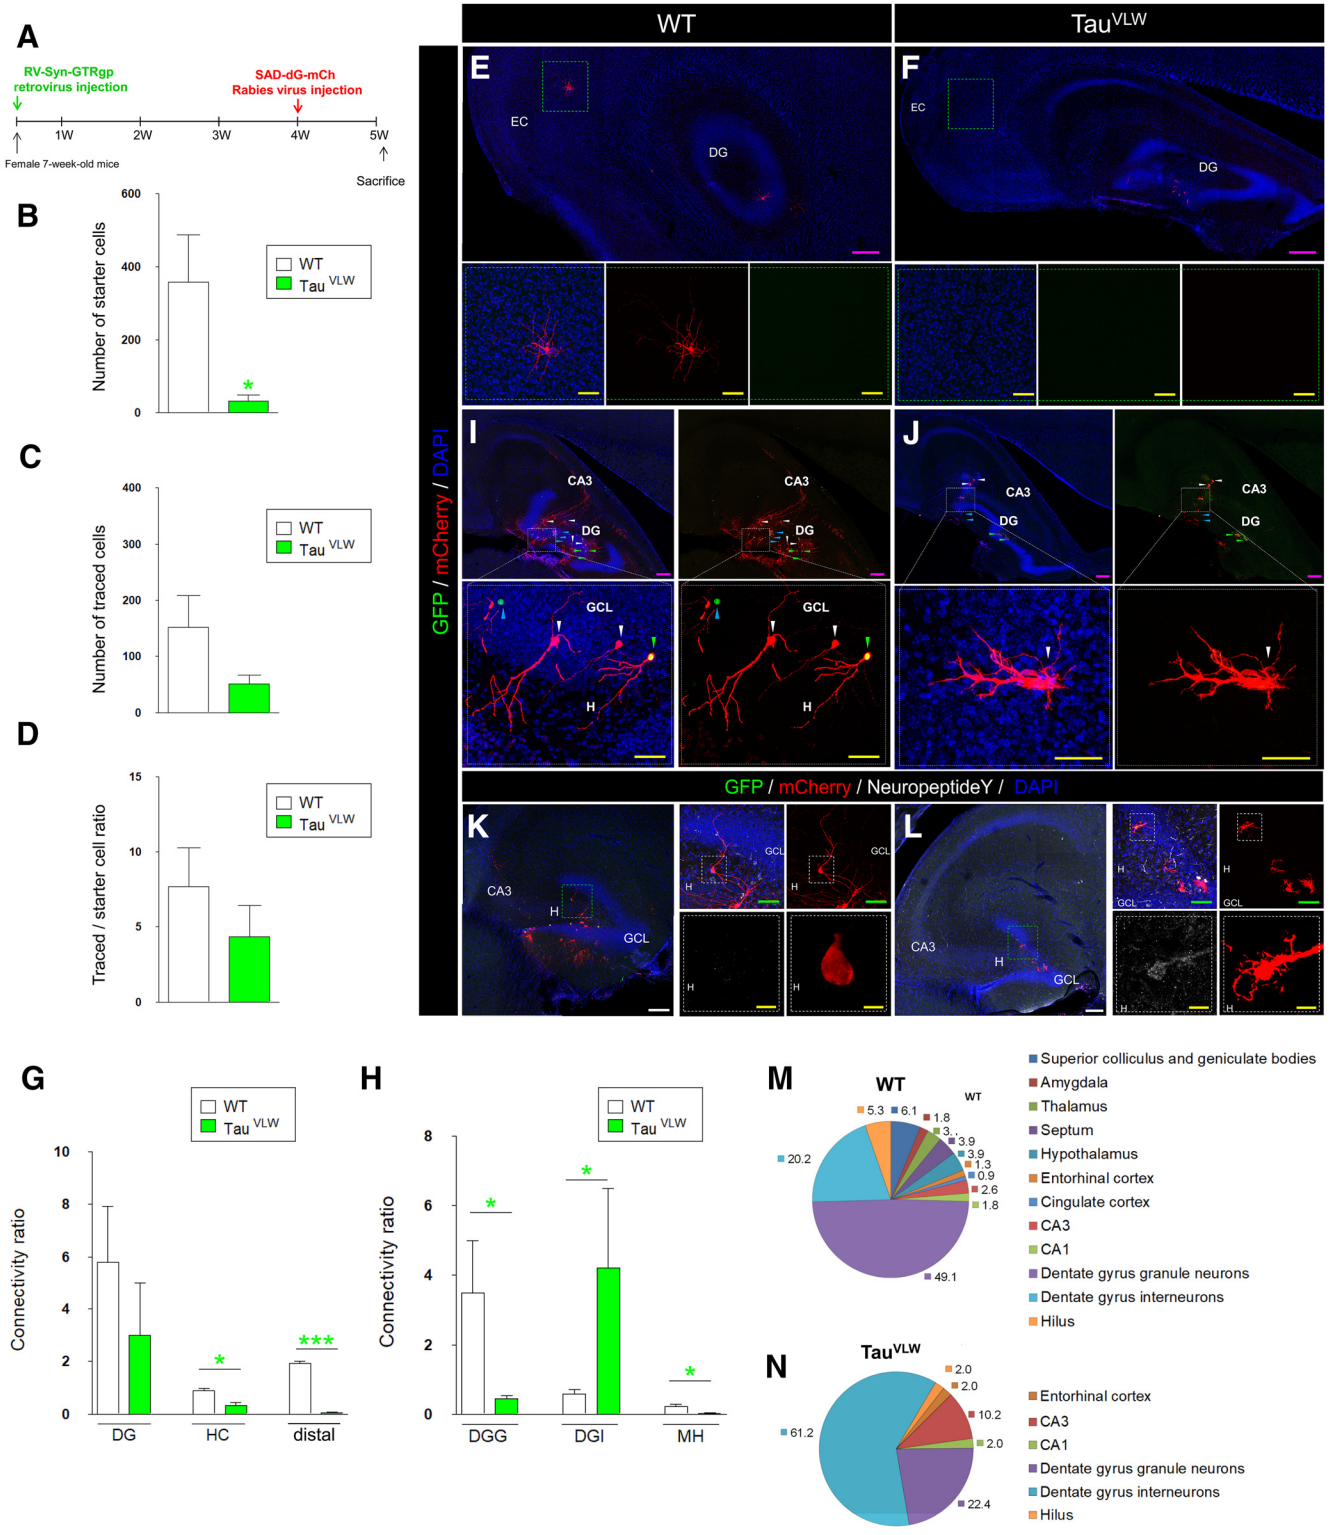 A
RV-Syn-GTRgp
retrovirus injection
SAD-dG-mCh
Rabies virus injection
1W
2W
3W
4W
5W
Female 7-week-old mice
Sacrifice
B
Number of starter cells
600
400
200
0
WT
Tau VLW
*
C
Number of traced cells
400
300
200
100
0
WT
Tau VLW
D
Traced / starter cell ratio
15
10
5
0
WT
Tau VLW
GFP / mCherry / DAPI
WT
TauVLW
E
EC
DG
F
EC
DG
I
CA3
DG
CA3
DG
GCL
H
GCL
H
J
CA3
DG
CA3
DG
GFP / mCherry / NeuropeptideY / DAPI
K
CA3
H
GCL
GCL
H
GCL
H
H
H
L
CA3
H
GCL
H
GCL
H
GCL
H
H
G
WT
Tau VLW
Connectivity ratio
10
8
6
4
2
0
*
***
DG
HC
distal
H
WT
Tau VLW
Connectivity ratio
8
6
4
2
0
*
*
*
DGG
DGI
MH
M
WT
WT
5.3
6.1
1.8
3.9
3.9
1.3
0.9
2.6
1.8
49.1
20.2
Superior colliculus and geniculate bodies
Amygdala
Thalamus
Septum
Hypothalamus
Entorhinal cortex
Cingulate cortex
CA3
CA1
Dentate gyrus granule neurons
Dentate gyrus interneurons
Hilus
N
TauVLW
2.0
2.0
10.2
2.0
22.4
61.2
Entorhinal cortex
CA3
CA1
Dentate gyrus granule neurons
Dentate gyrus interneurons
Hilus